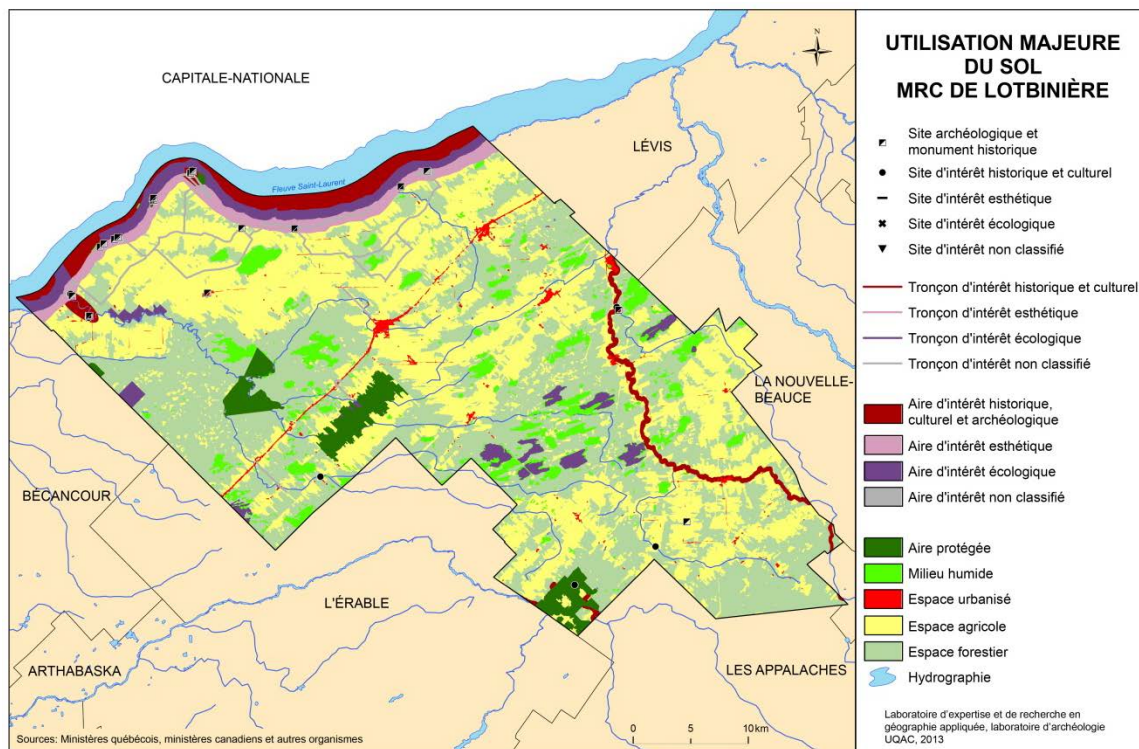 UTILISATION MAJEURE
DU SOL
MRC DE LOTBINIÈRE
CAPITALE-NATIONALE
N
LÉVIS
Fleuve Saint-Laurent
LA NOUVELLE-
BEAUCE
BÉCANCOUR
L'ÉRABLE
ARTHABASKA
LES APPALACHES
0 5 10km
Sources: Ministères québécois, ministères canadiens et autres organismes
Site archéologique et
monument historique
Site d'intérêt historique et culturel
Site d'intérêt esthétique
Site d'intérêt écologique
Site d'intérêt non classifié
Tronçon d'intérêt historique et culturel
Tronçon d'intérêt esthétique
Tronçon d'intérêt écologique
Tronçon d'intérêt non classifié
Aire d'intérêt historique,
culturel et archéologique
Aire d'intérêt esthétique
Aire d'intérêt écologique
Aire d'intérêt non classifié
Aire protégée
Milieu humide
Espace urbanisé
Espace agricole
Espace forestier
Hydrographie
Laboratoire d'expertise et de recherche en
géographie appliquée, laboratoire d'archéologie
UQAC, 2013